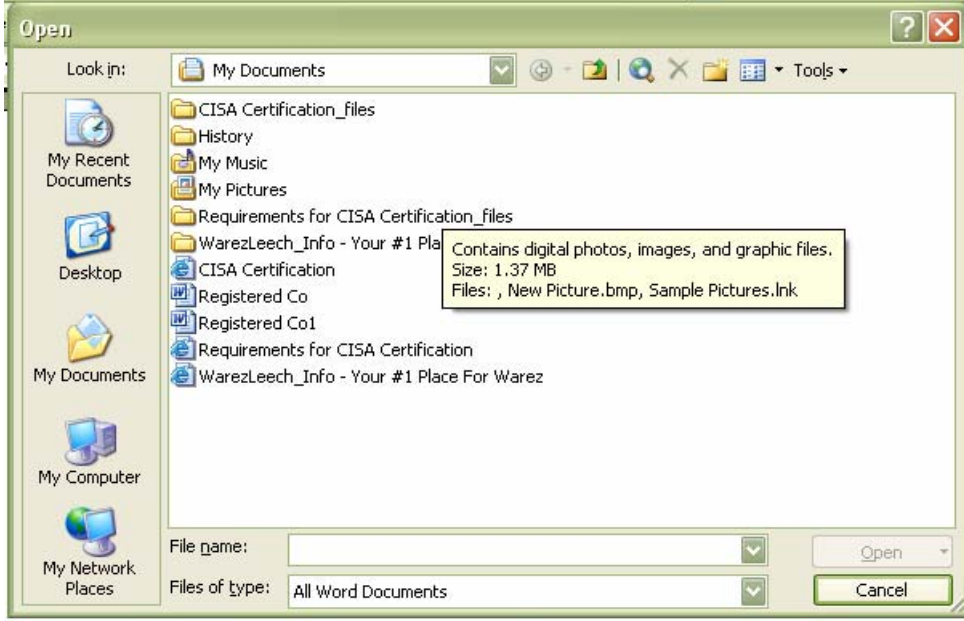 Open
Look in:
My Documents
Tools
My Recent
Documents
Desktop
My Documents
My Computer
My Network
Places
CISA Certification_files
History
My Music
My Pictures
Requirements for CISA Certification_files
WarezLeech_Info - Your #1 Pla
CISA Certification
Registered Co
Registered Co1
Requirements for CISA Certification
WarezLeech_Info - Your #1 Place For Warez
Contains digital photos, images, and graphic files.
Size: 1.37 MB
Files: , New Picture.bmp, Sample Pictures.lnk
File name:
Open
Files of type:
All Word Documents
Cancel